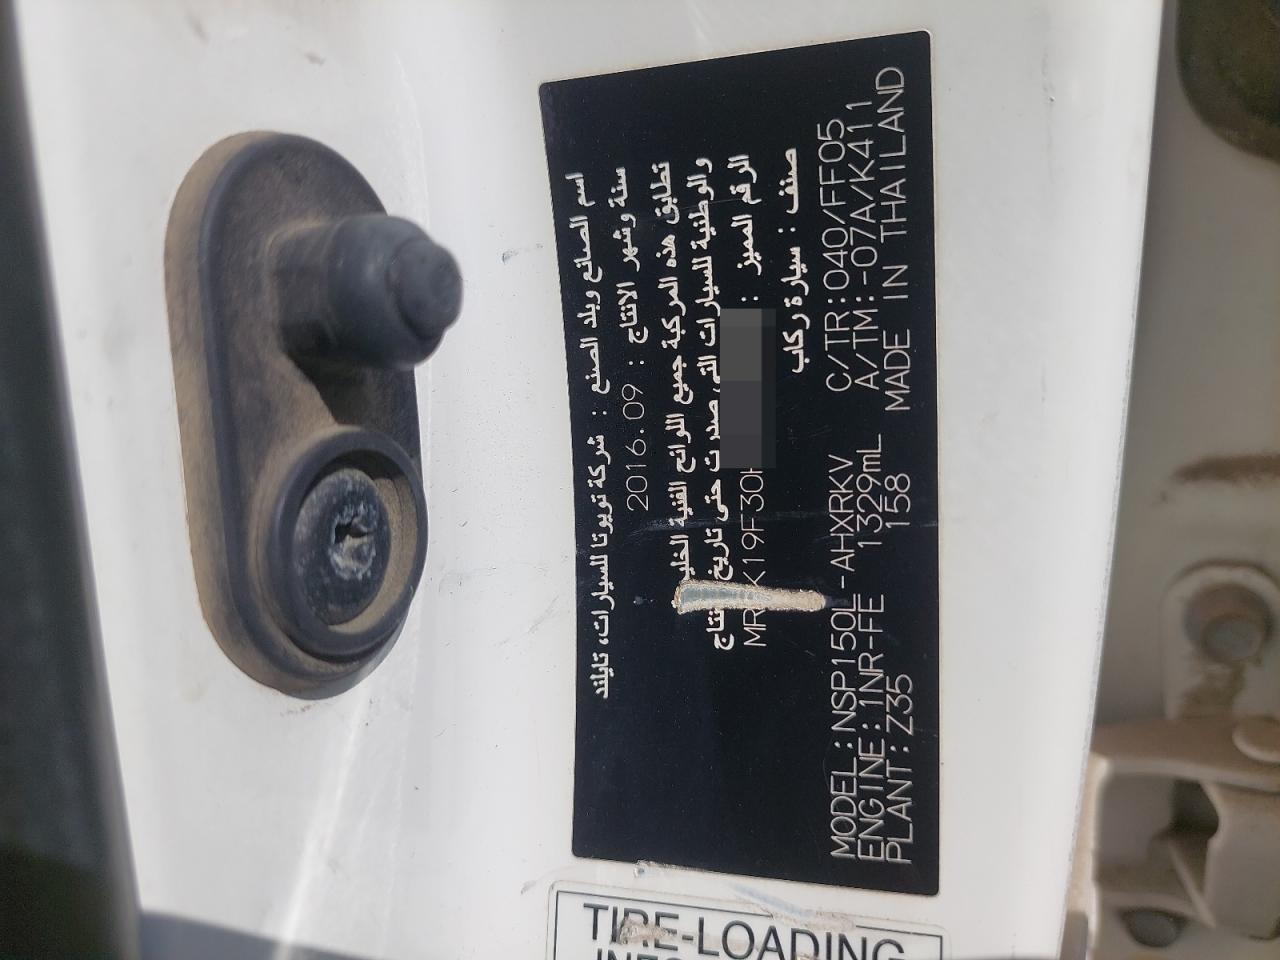 اسم الصانع وبلد الصنع : شركة تويوتا للسيارات، تايلند
سنة وشهر الانتاج : 2016.09
تطابق هذه المركبة جميع اللوائح الفنية
والوطنية للسيارات التي صدرت حتى تاريخ
الرقم المميز :
صنف : سيارة ركاب
MODEL:NSP150L-AHXRKV C/TR:040/FF05
ENGINE:1NR-FE 1329mL A/TM:-07A/K411
PLANT:Z35 158 MADE IN THAILAND
TIRE-LOADING